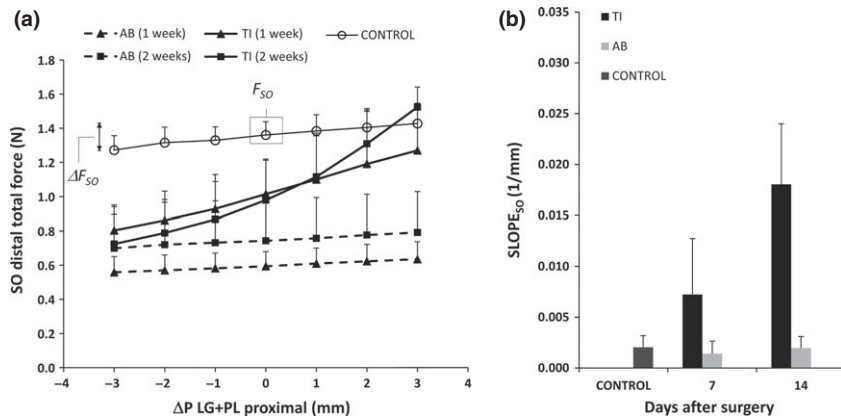 (a)
AB (1 week) TI (1 week) CONTROL
AB (2 weeks) TI (2 weeks)
SO distal total force (N)
1.8
1.6
1.4
1.2
1.0
0.8
0.6
0.4
0.2
0.0
F_SO
ΔF_SO
–4 –3 –2 –1 0 1 2 3 4
ΔP LG+PL proximal (mm)
(b)
TI
AB
CONTROL
SLOPE_SO (1/mm)
0.035
0.030
0.025
0.020
0.015
0.010
0.005
0.000
CONTROL 7 14
Days after surgery